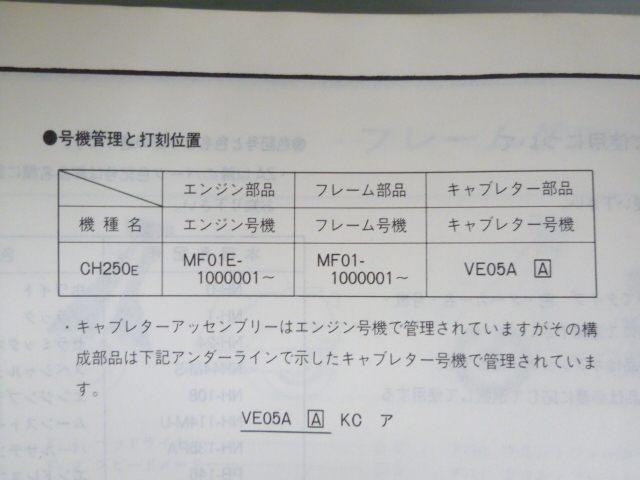 ●号機管理と打刻位置
エンジン部品 フレーム部品 キャブレター部品
機種名 エンジン号機 フレーム号機 キャブレター号機
CH250E MF01E- MF01- VE05A A
1000001～ 1000001～
・キャブレターアッセンブリーはエンジン号機で管理されていますがその構
成部品は下記アンダーラインで示したキャブレター号機で管理されていま
す。
VE05A A KC ア